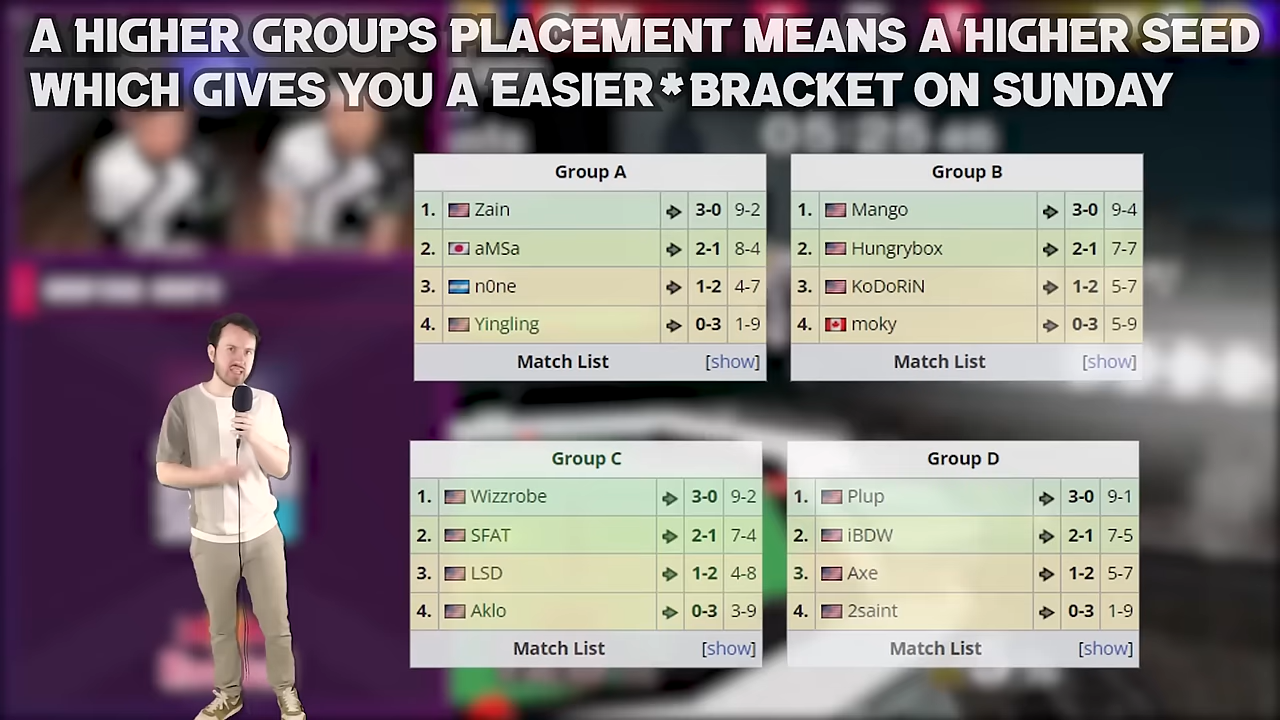 A HIGHER GROUPS PLACEMENT MEANS A HIGHER SEED
WHICH GIVES YOU A EASIER* BRACKET ON SUNDAY
Group A
1. Zain 3-0 9-2
2. aMSa 2-1 8-4
3. n0ne 1-2 4-7
4. Yingling 0-3 1-9
Match List [show]
Group B
1. Mango 3-0 9-4
2. Hungrybox 2-1 7-7
3. KoDoRiN 1-2 5-7
4. moky 0-3 5-9
Match List [show]
Group C
1. Wizzrobe 3-0 9-2
2. SFAT 2-1 7-4
3. LSD 1-2 4-8
4. Aklo 0-3 3-9
Match List [show]
Group D
1. Plup 3-0 9-1
2. iBDW 2-1 7-5
3. Axe 1-2 5-7
4. 2saint 0-3 1-9
Match List [show]